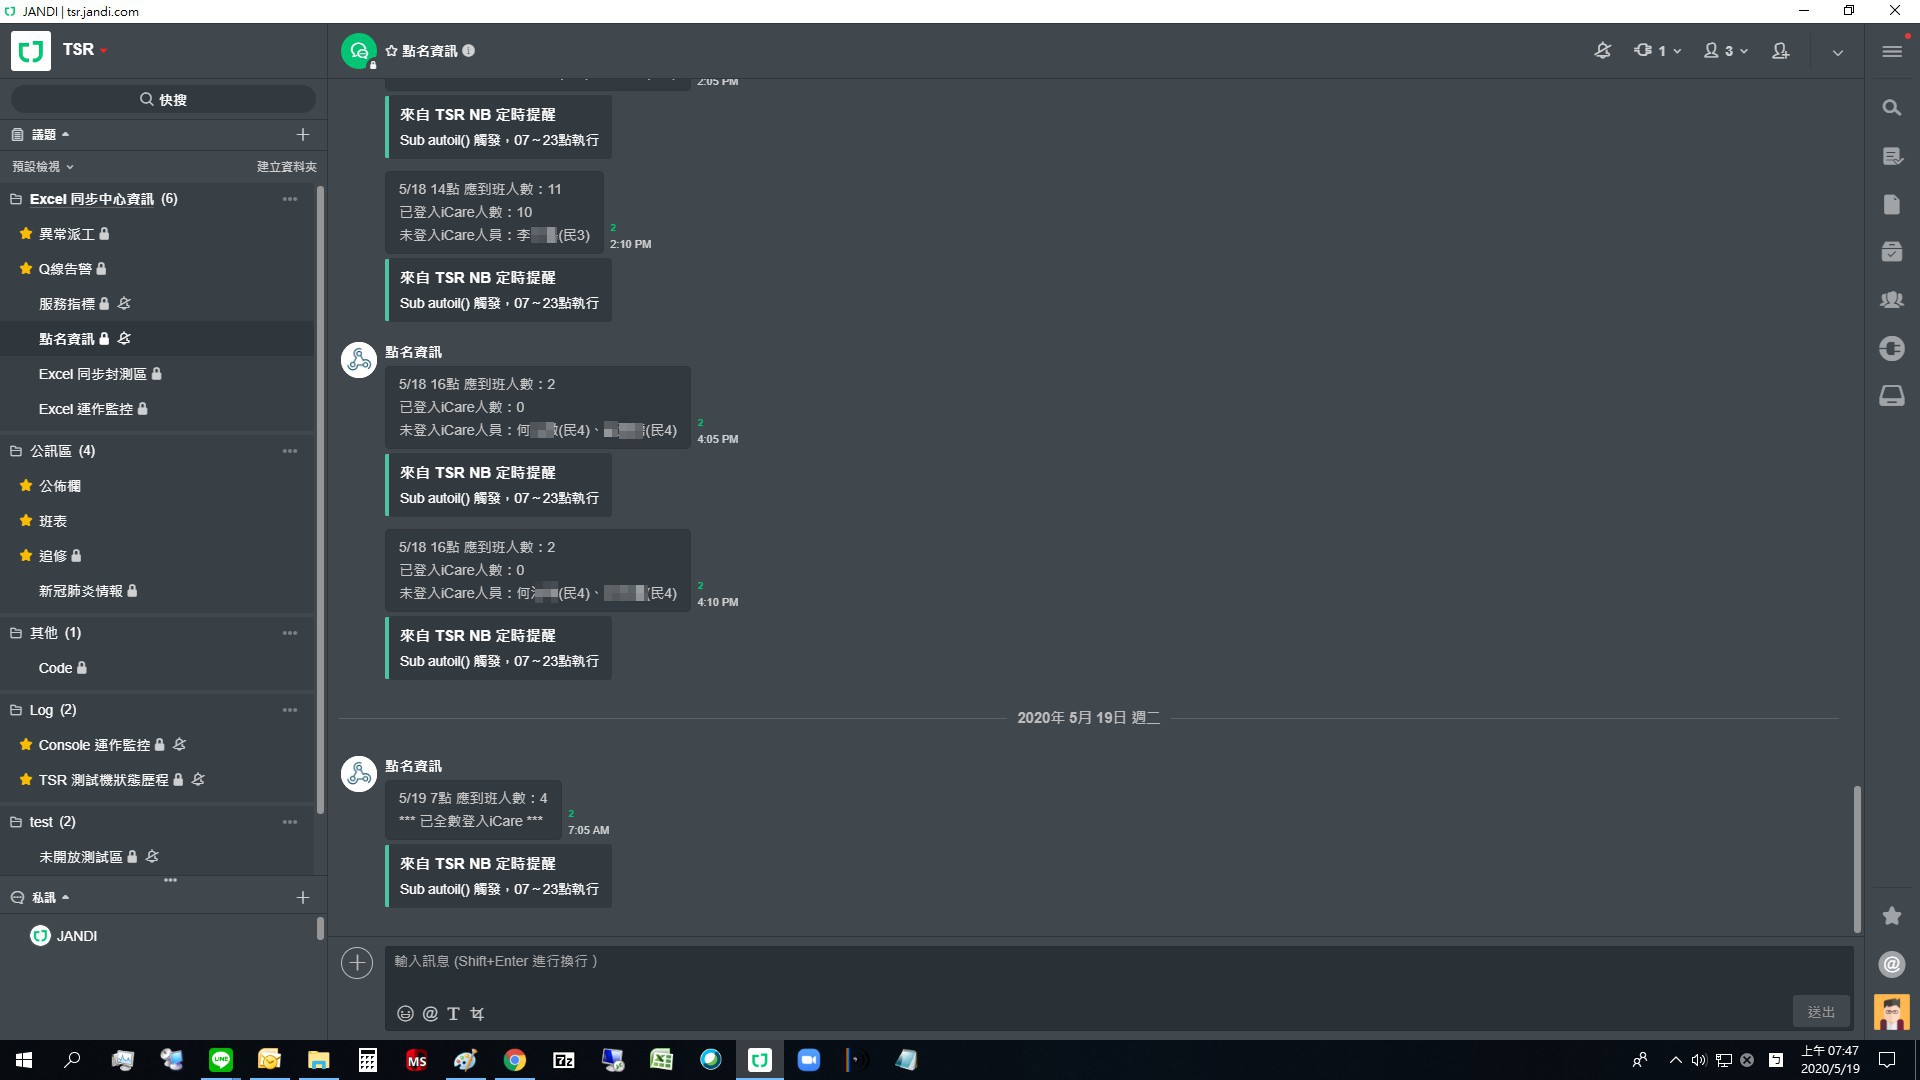 JANDI | tsr.jandi.com
TSR
快搜
議題
預設檢視
建立資料夾
Excel 同步中心資訊 (6)
異常派工
Q線告警
服務指標
點名資訊
Excel 同步封測區
Excel 運作監控
公訊區 (4)
公佈欄
班表
追修
新冠肺炎情報
其他 (1)
Code
Log (2)
Console 運作監控
TSR 測試機狀態歷程
test (2)
未開放測試區
私訊
JANDI
點名資訊
1
3
2:05 PM
來自 TSR NB 定時提醒
Sub autoil() 觸發，07～23點執行
5/18 14點 應到班人數：11
已登入iCare人數：10
未登入iCare人員：李 (民3)
2
2:10 PM
來自 TSR NB 定時提醒
Sub autoil() 觸發，07～23點執行
點名資訊
5/18 16點 應到班人數：2
已登入iCare人數：0
未登入iCare人員：何 (民4)、 (民4)
2
4:05 PM
來自 TSR NB 定時提醒
Sub autoil() 觸發，07～23點執行
5/18 16點 應到班人數：2
已登入iCare人數：0
未登入iCare人員：何 (民4)、 (民4)
2
4:10 PM
來自 TSR NB 定時提醒
Sub autoil() 觸發，07～23點執行
2020年 5月 19日 週二
點名資訊
5/19 7點 應到班人數：4
*** 已全數登入iCare ***
2
7:05 AM
來自 TSR NB 定時提醒
Sub autoil() 觸發，07～23點執行
輸入訊息 (Shift+Enter 進行換行 )
送出
LINE
MS
7z
ㄅ
上午 07:47
2020/5/19